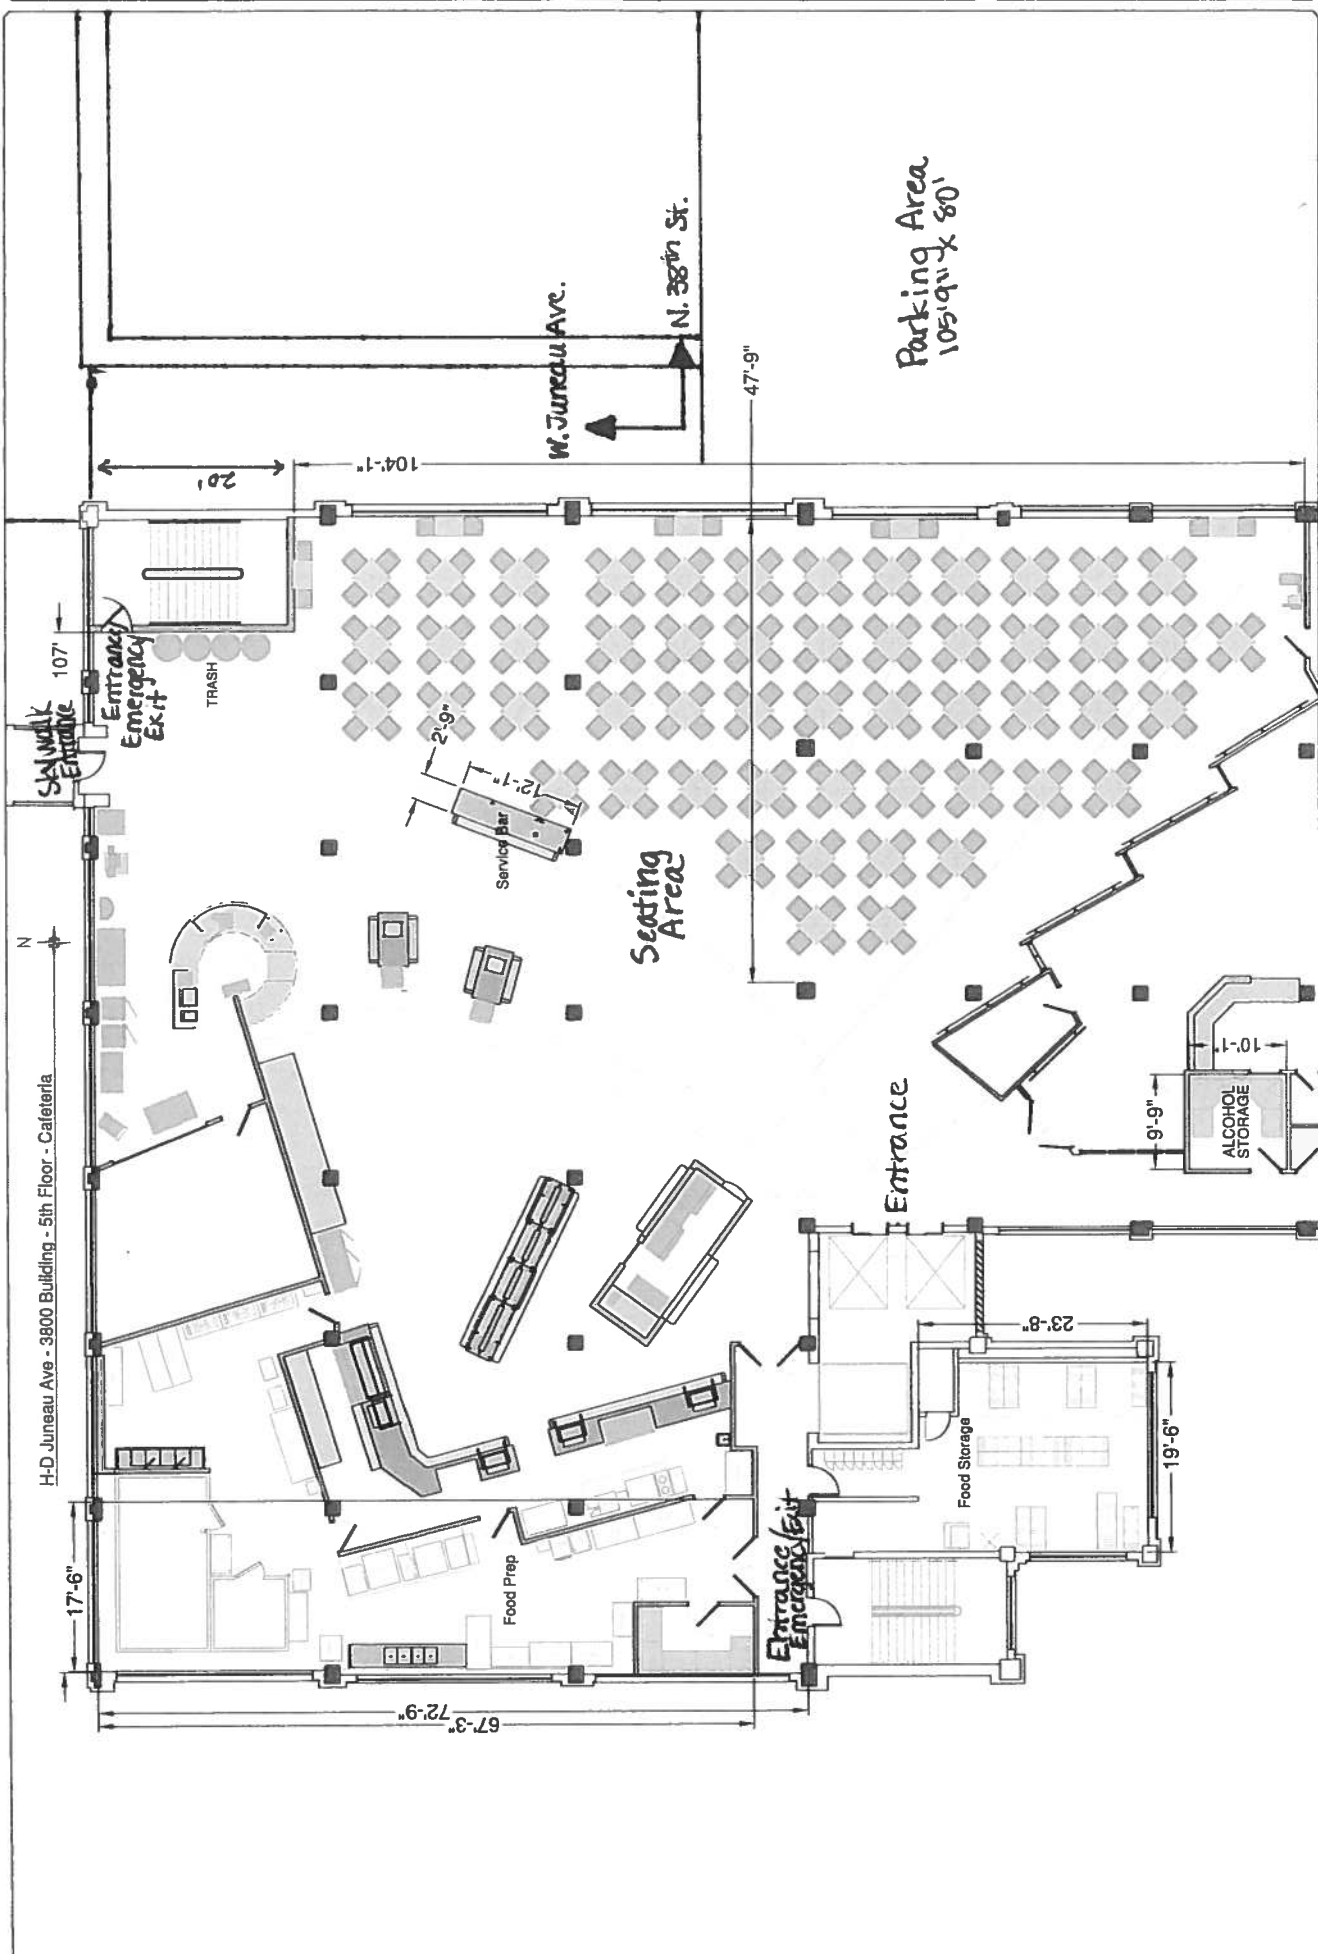 H-D Juneau Ave - 3800 Building - 5th Floor - Cafeteria
N
Skywalk
Entrance
107'
Entrance/
Emergency
Exit
TRASH
20'
104'-1"
W. Juneau Ave.
N. 38th St.
Parking Area
105'9" x 80'
47'-9"
2'-9"
12'-1"
Service Bar
Seating
Area
Entrance
10'-1"
9'-9"
ALCOHOL
STORAGE
23'-8"
19'-6"
Food Storage
Entrance/Exit
Emergency
Food Prep
17'-6"
72'-9"
67'-3"